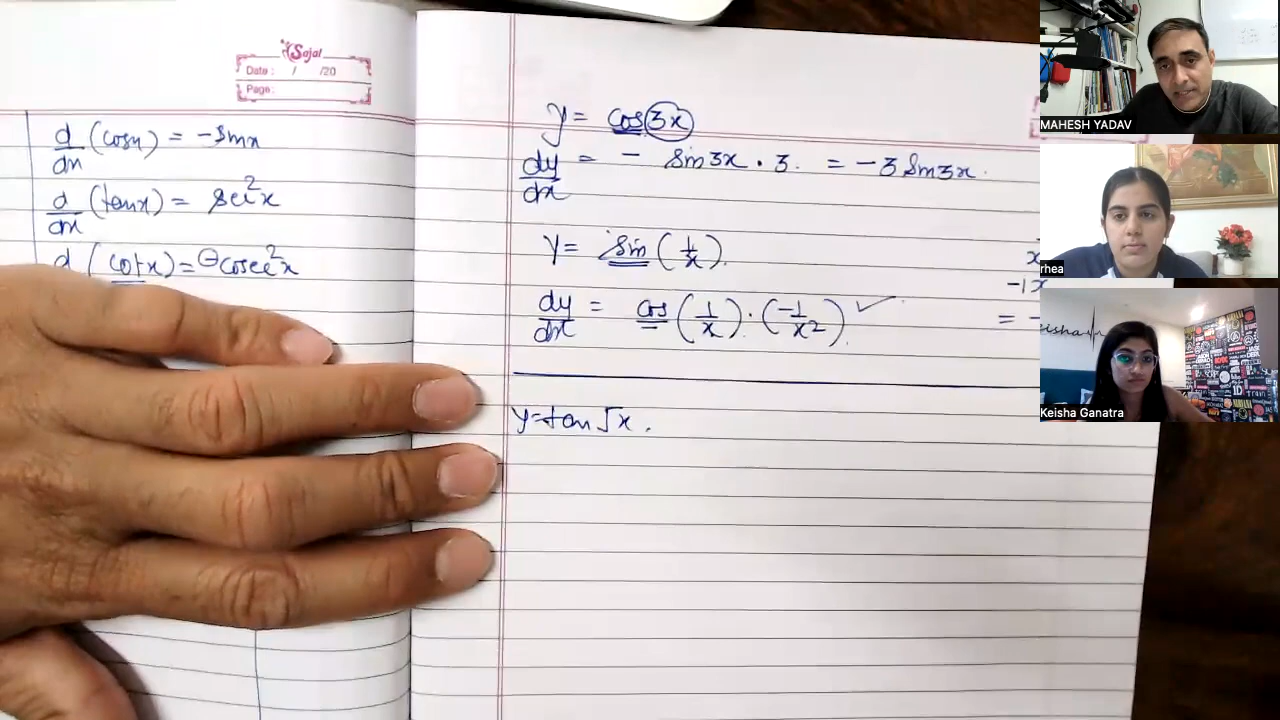 Sajal
Date : / /20
Page:
d/dx (cosx) = -sinx
d/dx (tanx) = sec²x
d (cotx) = -cosec²x
y = cos 3x
dy/dx = - sin3x · 3. = -3 sin3x.
y = sin (1/x).
dy/dx = cos (1/x) · (-1/x²) ✓
= -
-1x
y=tan√x.
MAHESH YADAV
rhea
Keisha Ganatra